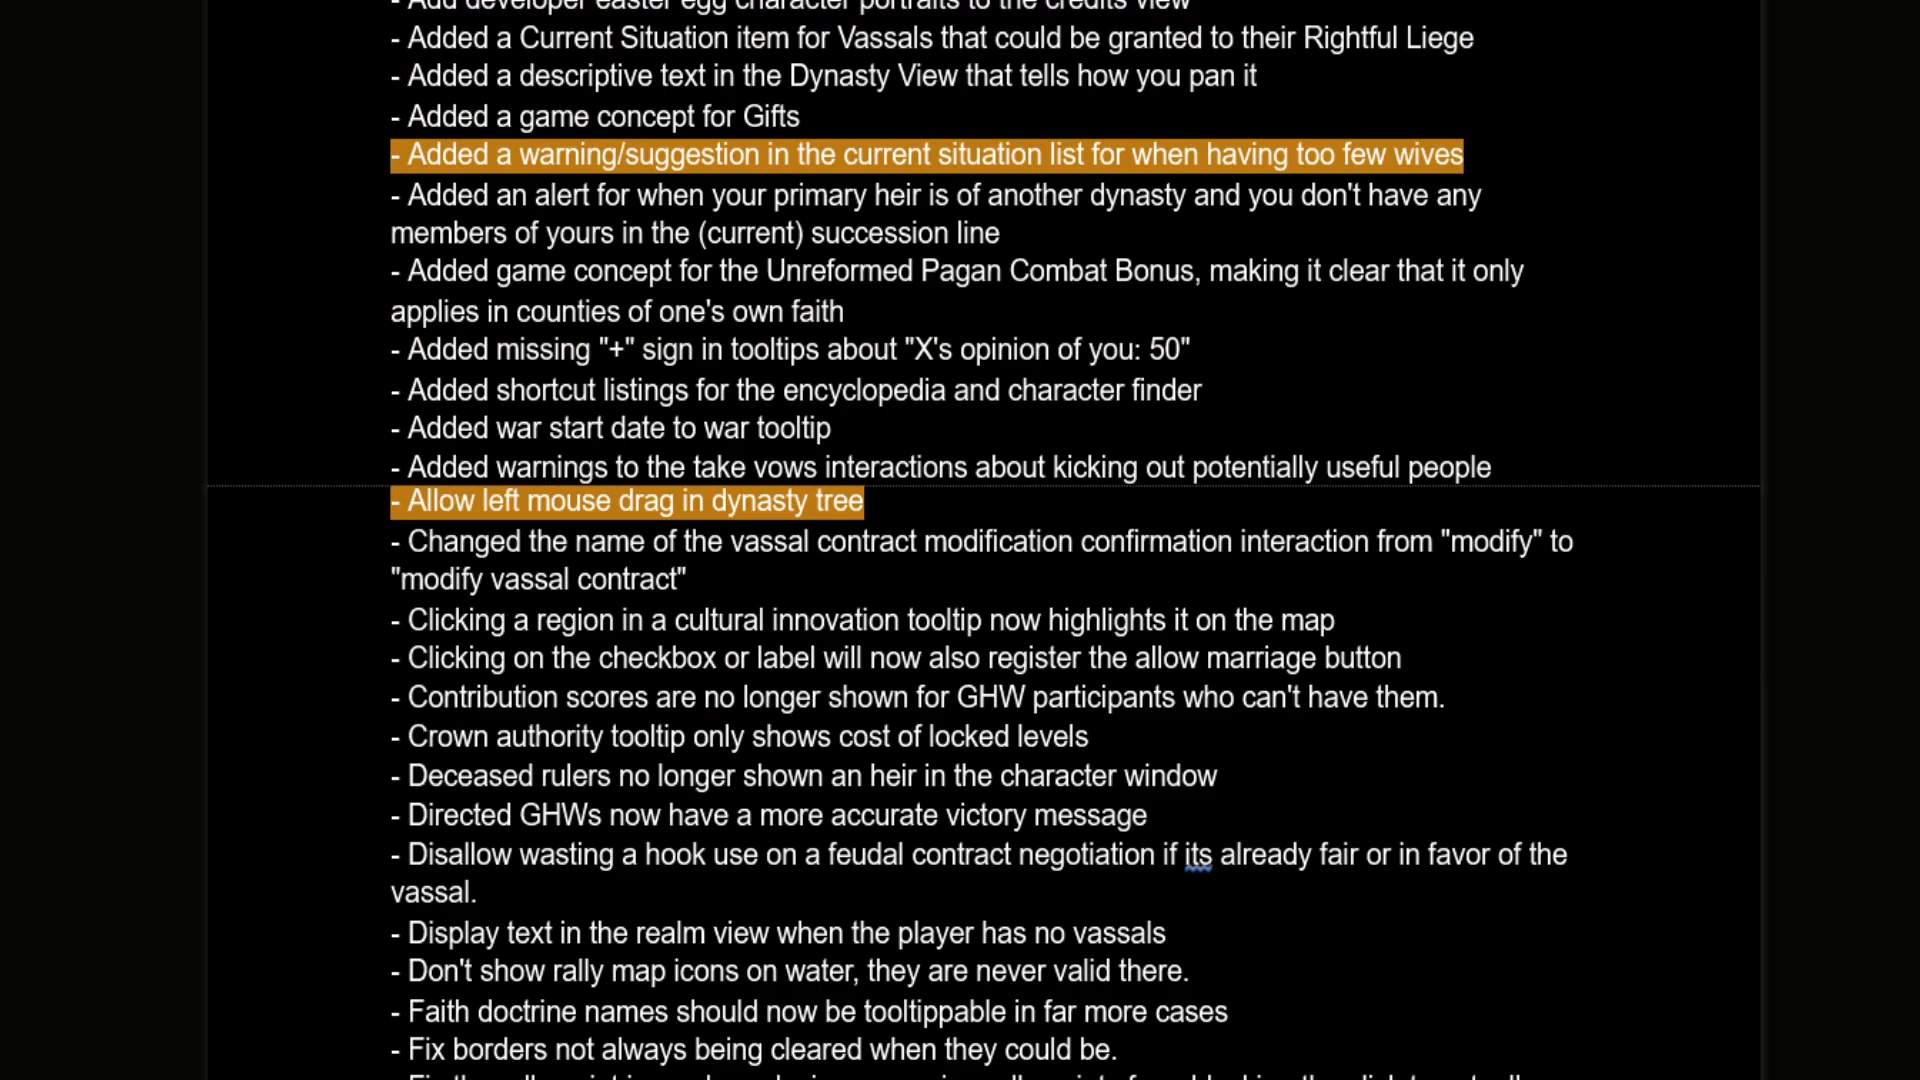 - Add developer easter egg character portraits to the credits view
- Added a Current Situation item for Vassals that could be granted to their Rightful Liege
- Added a descriptive text in the Dynasty View that tells how you pan it
- Added a game concept for Gifts
- Added a warning/suggestion in the current situation list for when having too few wives
- Added an alert for when your primary heir is of another dynasty and you don't have any
members of yours in the (current) succession line
- Added game concept for the Unreformed Pagan Combat Bonus, making it clear that it only
applies in counties of one's own faith
- Added missing "+" sign in tooltips about "X's opinion of you: 50"
- Added shortcut listings for the encyclopedia and character finder
- Added war start date to war tooltip
- Added warnings to the take vows interactions about kicking out potentially useful people
- Allow left mouse drag in dynasty tree
- Changed the name of the vassal contract modification confirmation interaction from "modify" to
"modify vassal contract"
- Clicking a region in a cultural innovation tooltip now highlights it on the map
- Clicking on the checkbox or label will now also register the allow marriage button
- Contribution scores are no longer shown for GHW participants who can't have them.
- Crown authority tooltip only shows cost of locked levels
- Deceased rulers no longer shown an heir in the character window
- Directed GHWs now have a more accurate victory message
- Disallow wasting a hook use on a feudal contract negotiation if its already fair or in favor of the
vassal.
- Display text in the realm view when the player has no vassals
- Don't show rally map icons on water, they are never valid there.
- Faith doctrine names should now be tooltippable in far more cases
- Fix borders not always being cleared when they could be.